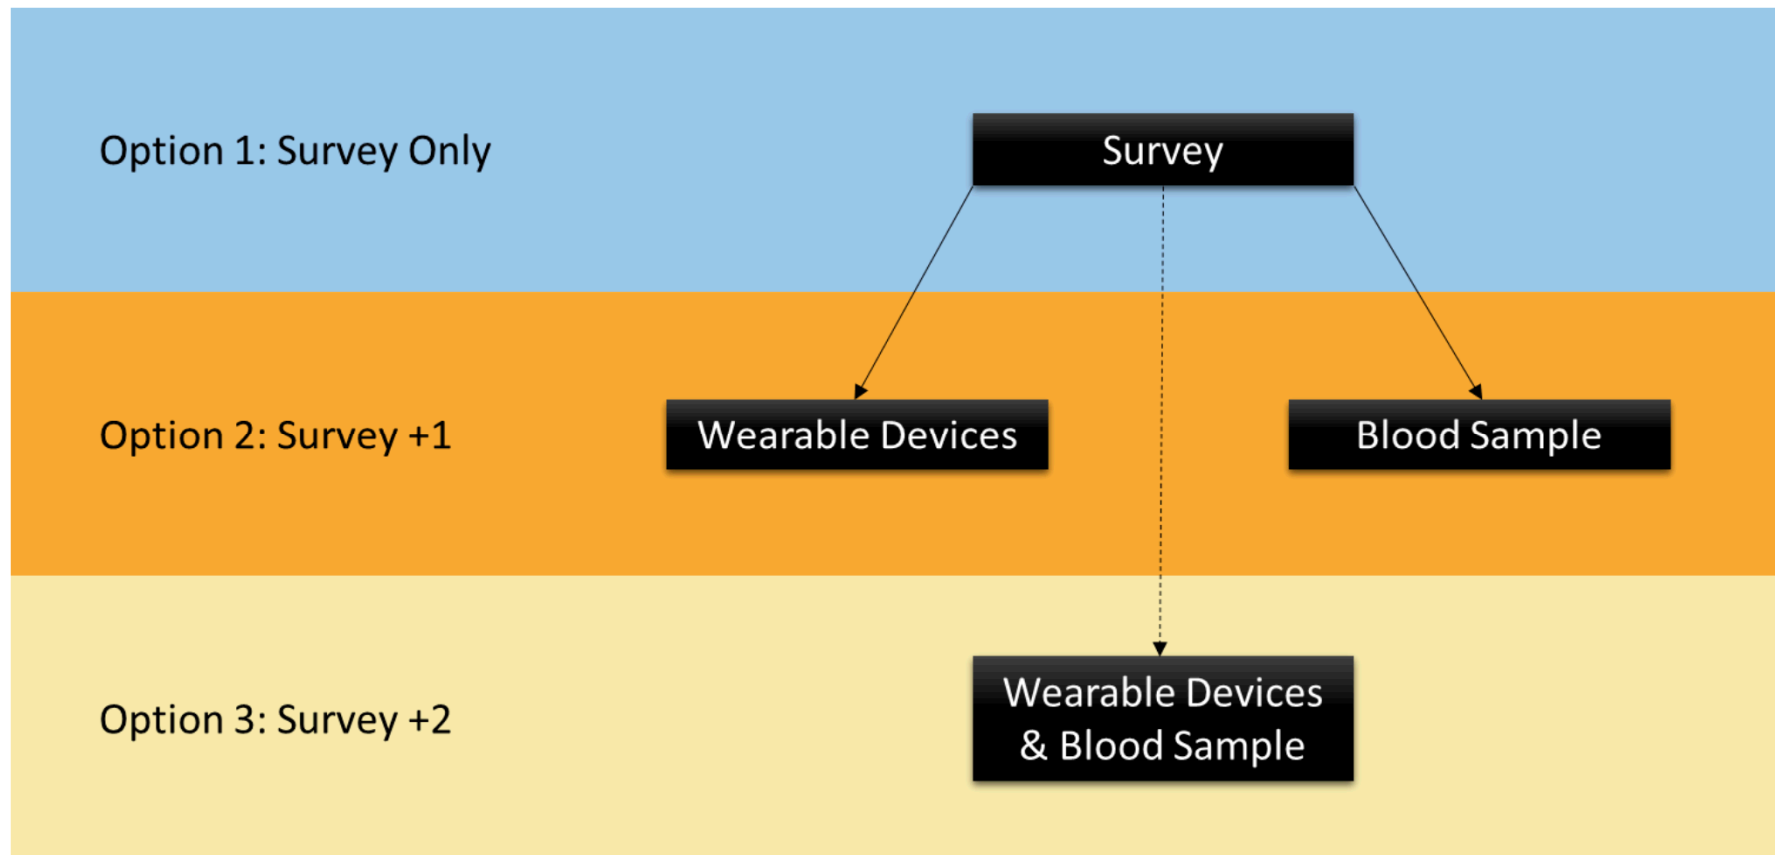 Option 1: Survey Only
Survey
Option 2: Survey +1
Wearable Devices
Blood Sample
Option 3: Survey +2
Wearable Devices
& Blood Sample